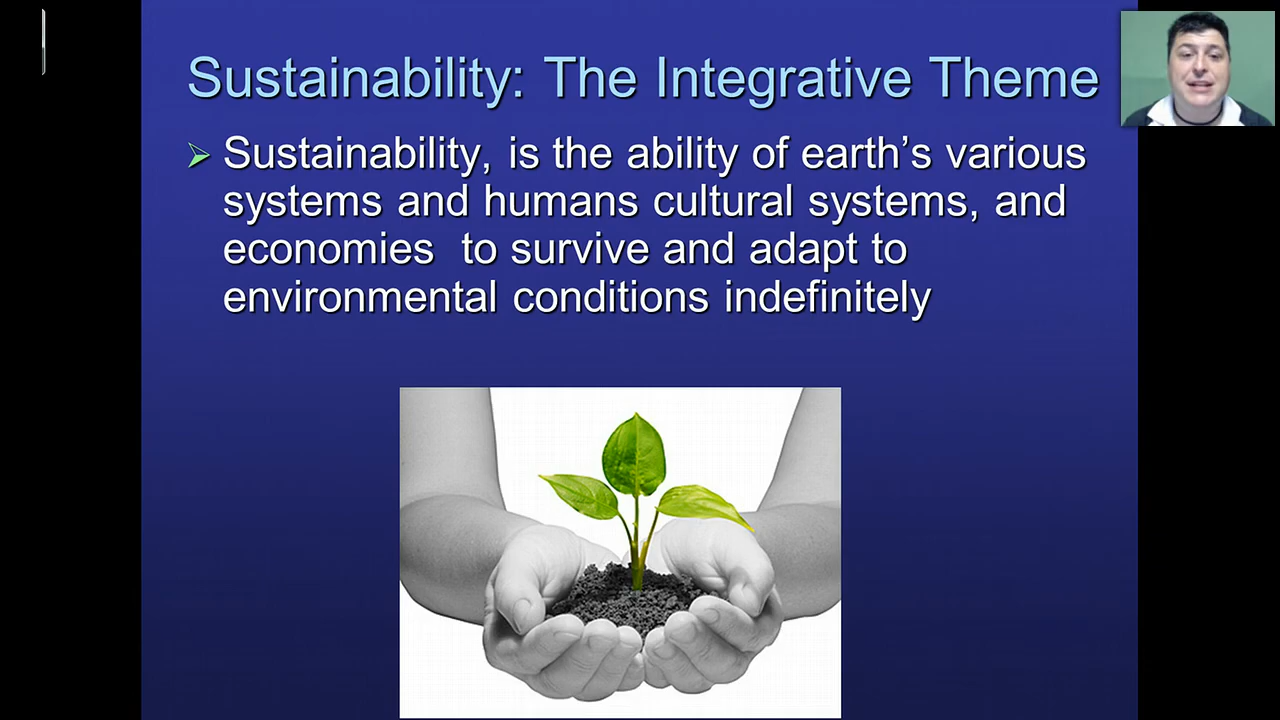 Sustainability: The Integrative Theme
Sustainability, is the ability of earth’s various
systems and humans cultural systems, and
economies  to survive and adapt to
environmental conditions indefinitely